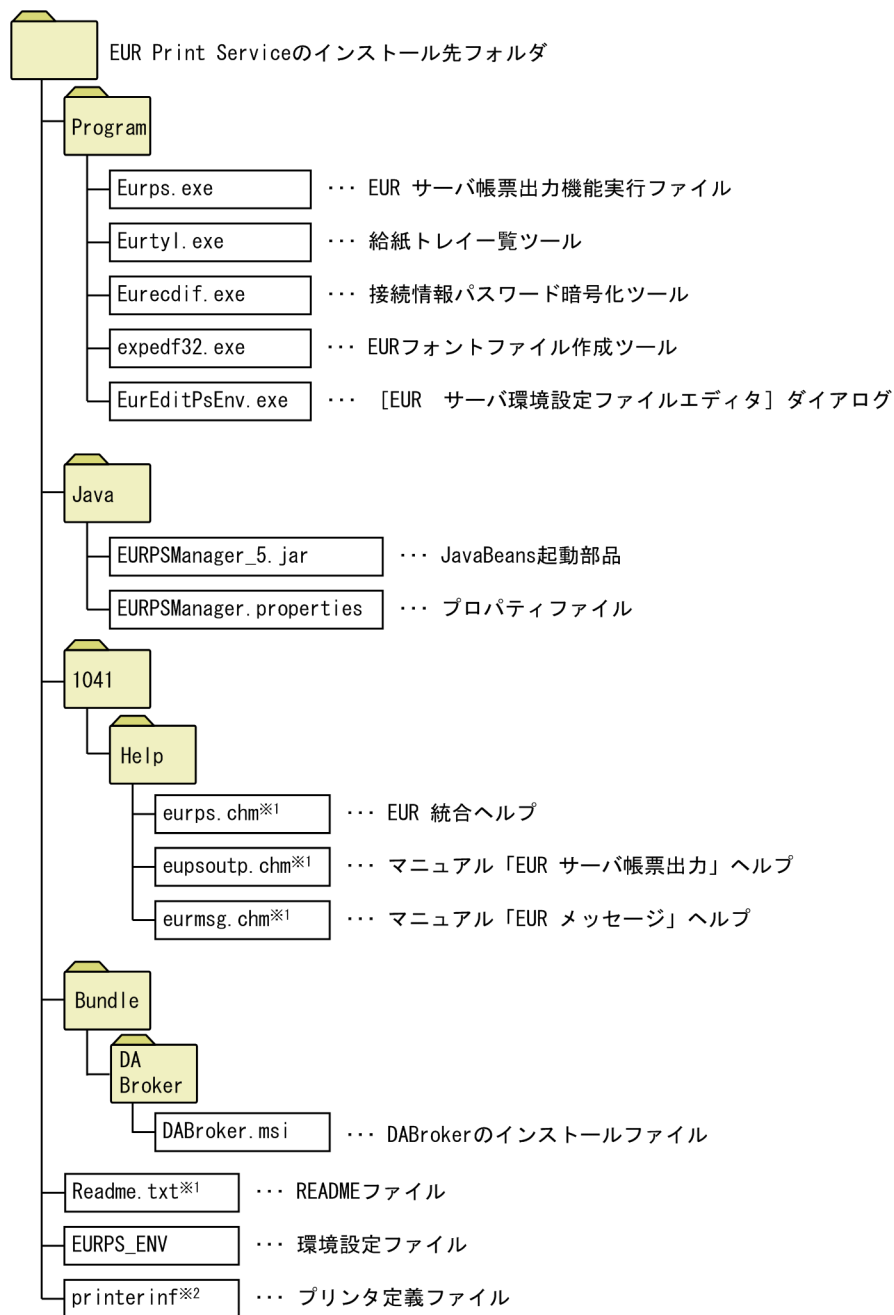 EUR Print Serviceのインストール先フォルダ
Program
Eurps.exe ··· EUR サーバ帳票出力機能実行ファイル
Eurtyl.exe ··· 給紙トレイ一覧ツール
Eurecdif.exe ··· 接続情報パスワード暗号化ツール
expedf32.exe ··· EURフォントファイル作成ツール
EurEditPsEnv.exe ··· ［EUR　サーバ環境設定ファイルエディタ］ダイアログ
Java
EURPSManager_5.jar ··· JavaBeans起動部品
EURPSManager.properties ··· プロパティファイル
1041
Help
eurps.chm※1 ··· EUR 統合ヘルプ
eupsoutp.chm※1 ··· マニュアル「EUR サーバ帳票出力」ヘルプ
eurmsg.chm※1 ··· マニュアル「EUR メッセージ」ヘルプ
Bundle
DA
Broker
DABroker.msi ··· DABrokerのインストールファイル
Readme.txt※1 ··· READMEファイル
EURPS_ENV ··· 環境設定ファイル
printerinf※2 ··· プリンタ定義ファイル